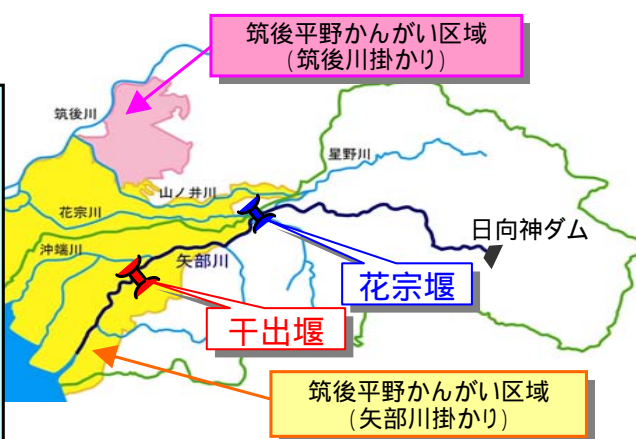 筑後平野かんがい区域
(筑後川掛かり)
筑後川
星野川
山ノ井川
花宗川
日向神ダム
沖端川
矢部川
花宗堰
干出堰
筑後平野かんがい区域
(矢部川掛かり)